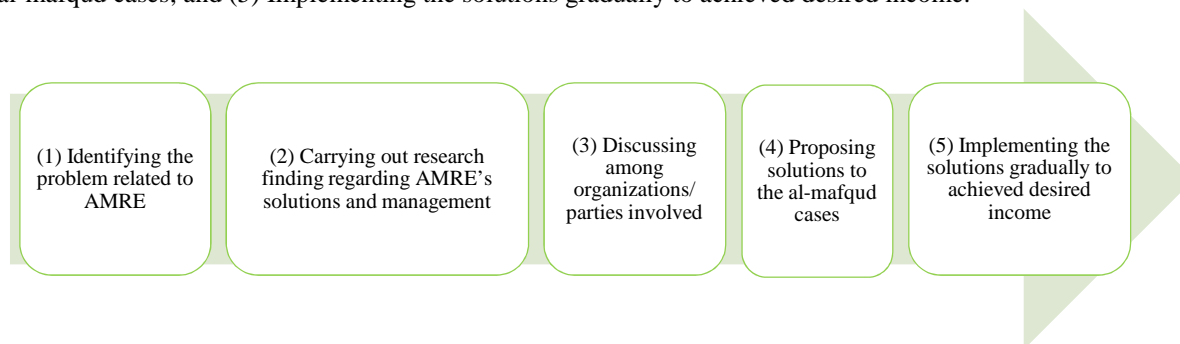 al-mafqud cases, and (5) Implementing the solutions gradually to achieved desired income.
(1) Identifying the
problem related to
AMRE
(2) Carrying out research
finding regarding AMRE's
solutions and management
(3) Discussing
among
organizations/
parties involved
(4) Proposing
solutions to
the al-mafqud
cases
(5) Implementing the
solutions gradually to
achieved desired
income